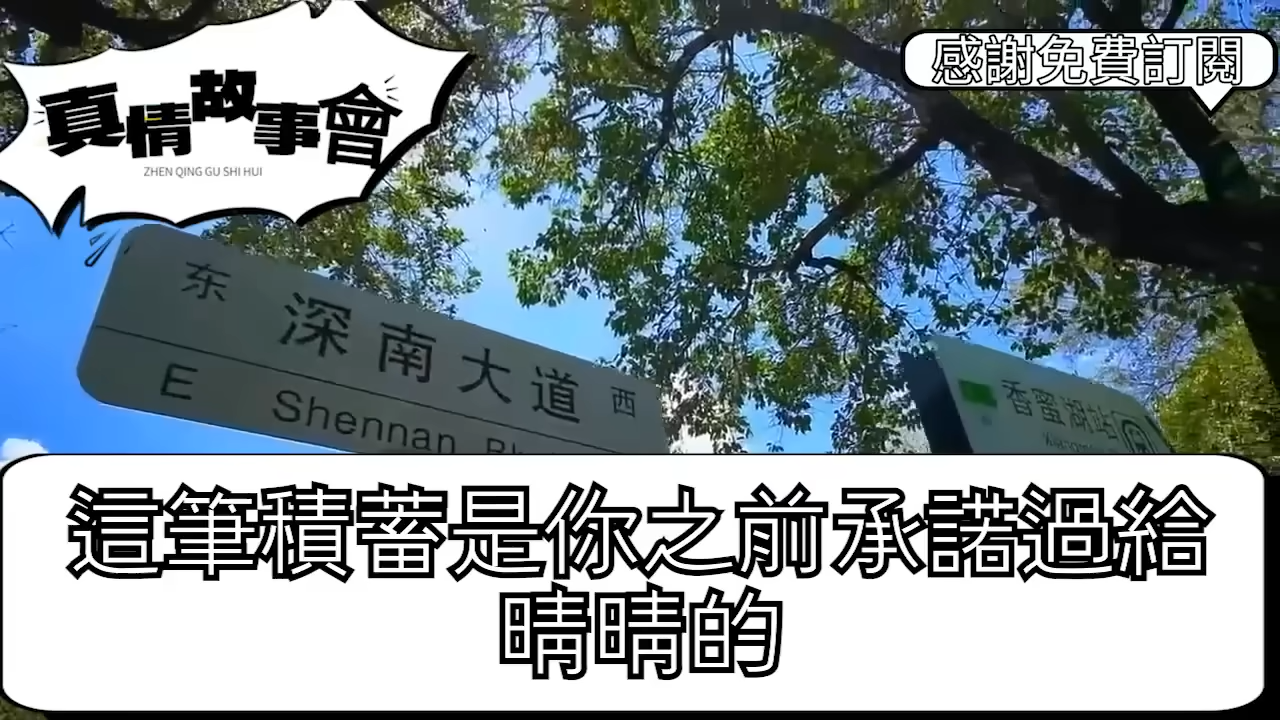 真情故事會
ZHEN QING GU SHI HUI
感謝免費訂閱
东 深南大道 西
E Shennan
香蜜湖站
這筆積蓄是你之前承諾過給
晴晴的